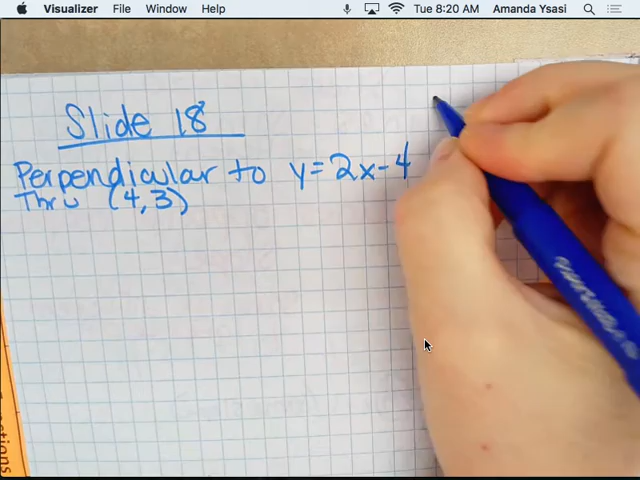 Visualizer File Edit Window Help Tue 8:20 AM Amanda Ysasi
Slide 18
Perpendicular to y=2x-4
Thru (4,3)